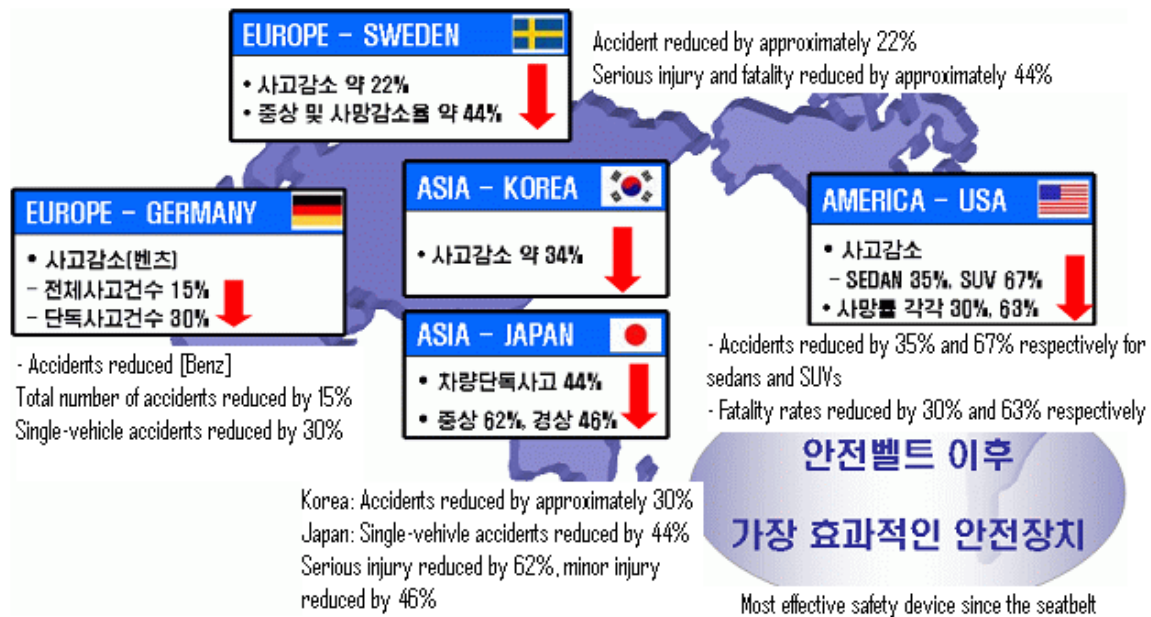 EUROPE - SWEDEN
• 사고감소 약 22%
• 중상 및 사망감소율 약 44%
Accident reduced by approximately 22%
Serious injury and fatality reduced by approximately 44%
EUROPE - GERMANY
• 사고감소(벤츠)
- 전체사고건수 15%
- 단독사고건수 30%
- Accidents reduced [Benz]
Total number of accidents reduced by 15%
Single-vehicle accidents reduced by 30%
ASIA - KOREA
• 사고감소 약 34%
ASIA - JAPAN
• 차량단독사고 44%
• 중상 62%, 경상 46%
Korea: Accidents reduced by approximately 30%
Japan: Single-vehivle accidents reduced by 44%
Serious injury reduced by 62%, minor injury
reduced by 46%
AMERICA - USA
• 사고감소
- SEDAN 35%, SUV 67%
• 사망률 각각 30%, 63%
- Accidents reduced by 35% and 67% respectively for
sedans and SUVs
- Fatality rates reduced by 30% and 63% respectively
안전벨트 이후
가장 효과적인 안전장치
Most effective safety device since the seatbelt